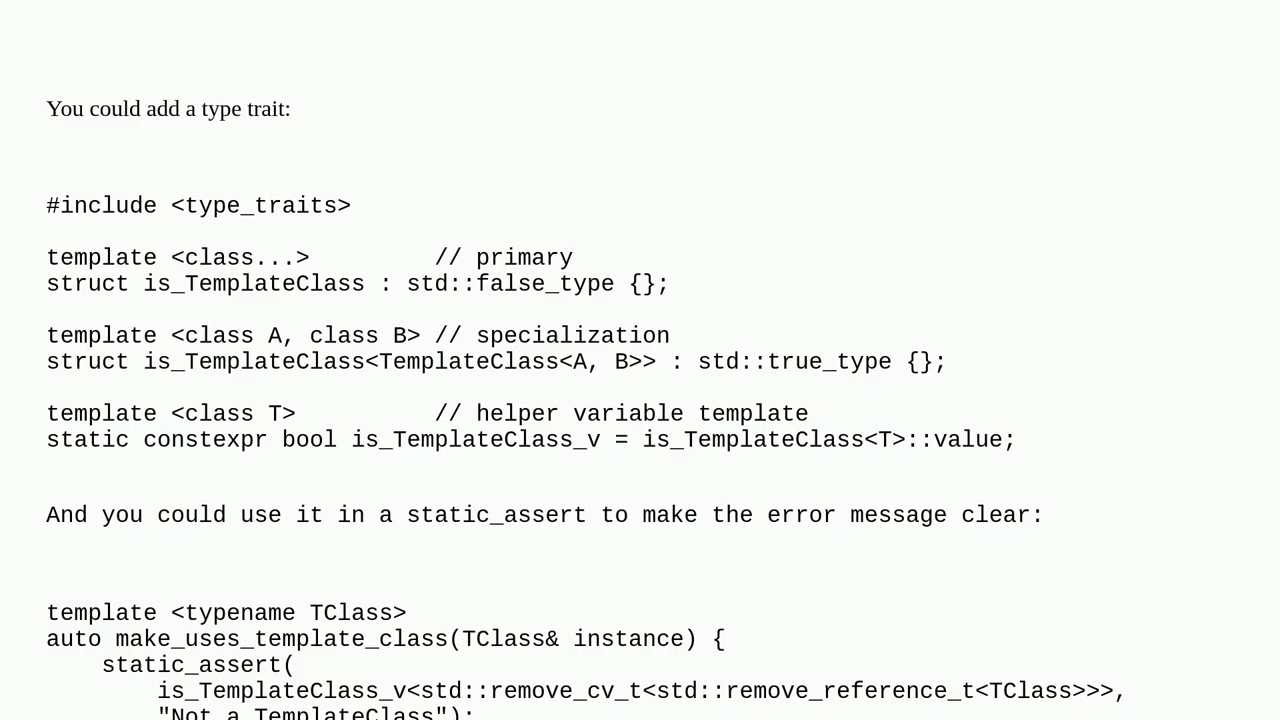 You could add a type trait:
#include <type_traits>
template <class...>         // primary
struct is_TemplateClass : std::false_type {};
template <class A, class B> // specialization
struct is_TemplateClass<TemplateClass<A, B>> : std::true_type {};
template <class T>          // helper variable template
static constexpr bool is_TemplateClass_v = is_TemplateClass<T>::value;
And you could use it in a static_assert to make the error message clear:
template <typename TClass>
auto make_uses_template_class(TClass& instance) {
    static_assert(
        is_TemplateClass_v<std::remove_cv_t<std::remove_reference_t<TClass>>>,
        "Not a TemplateClass");